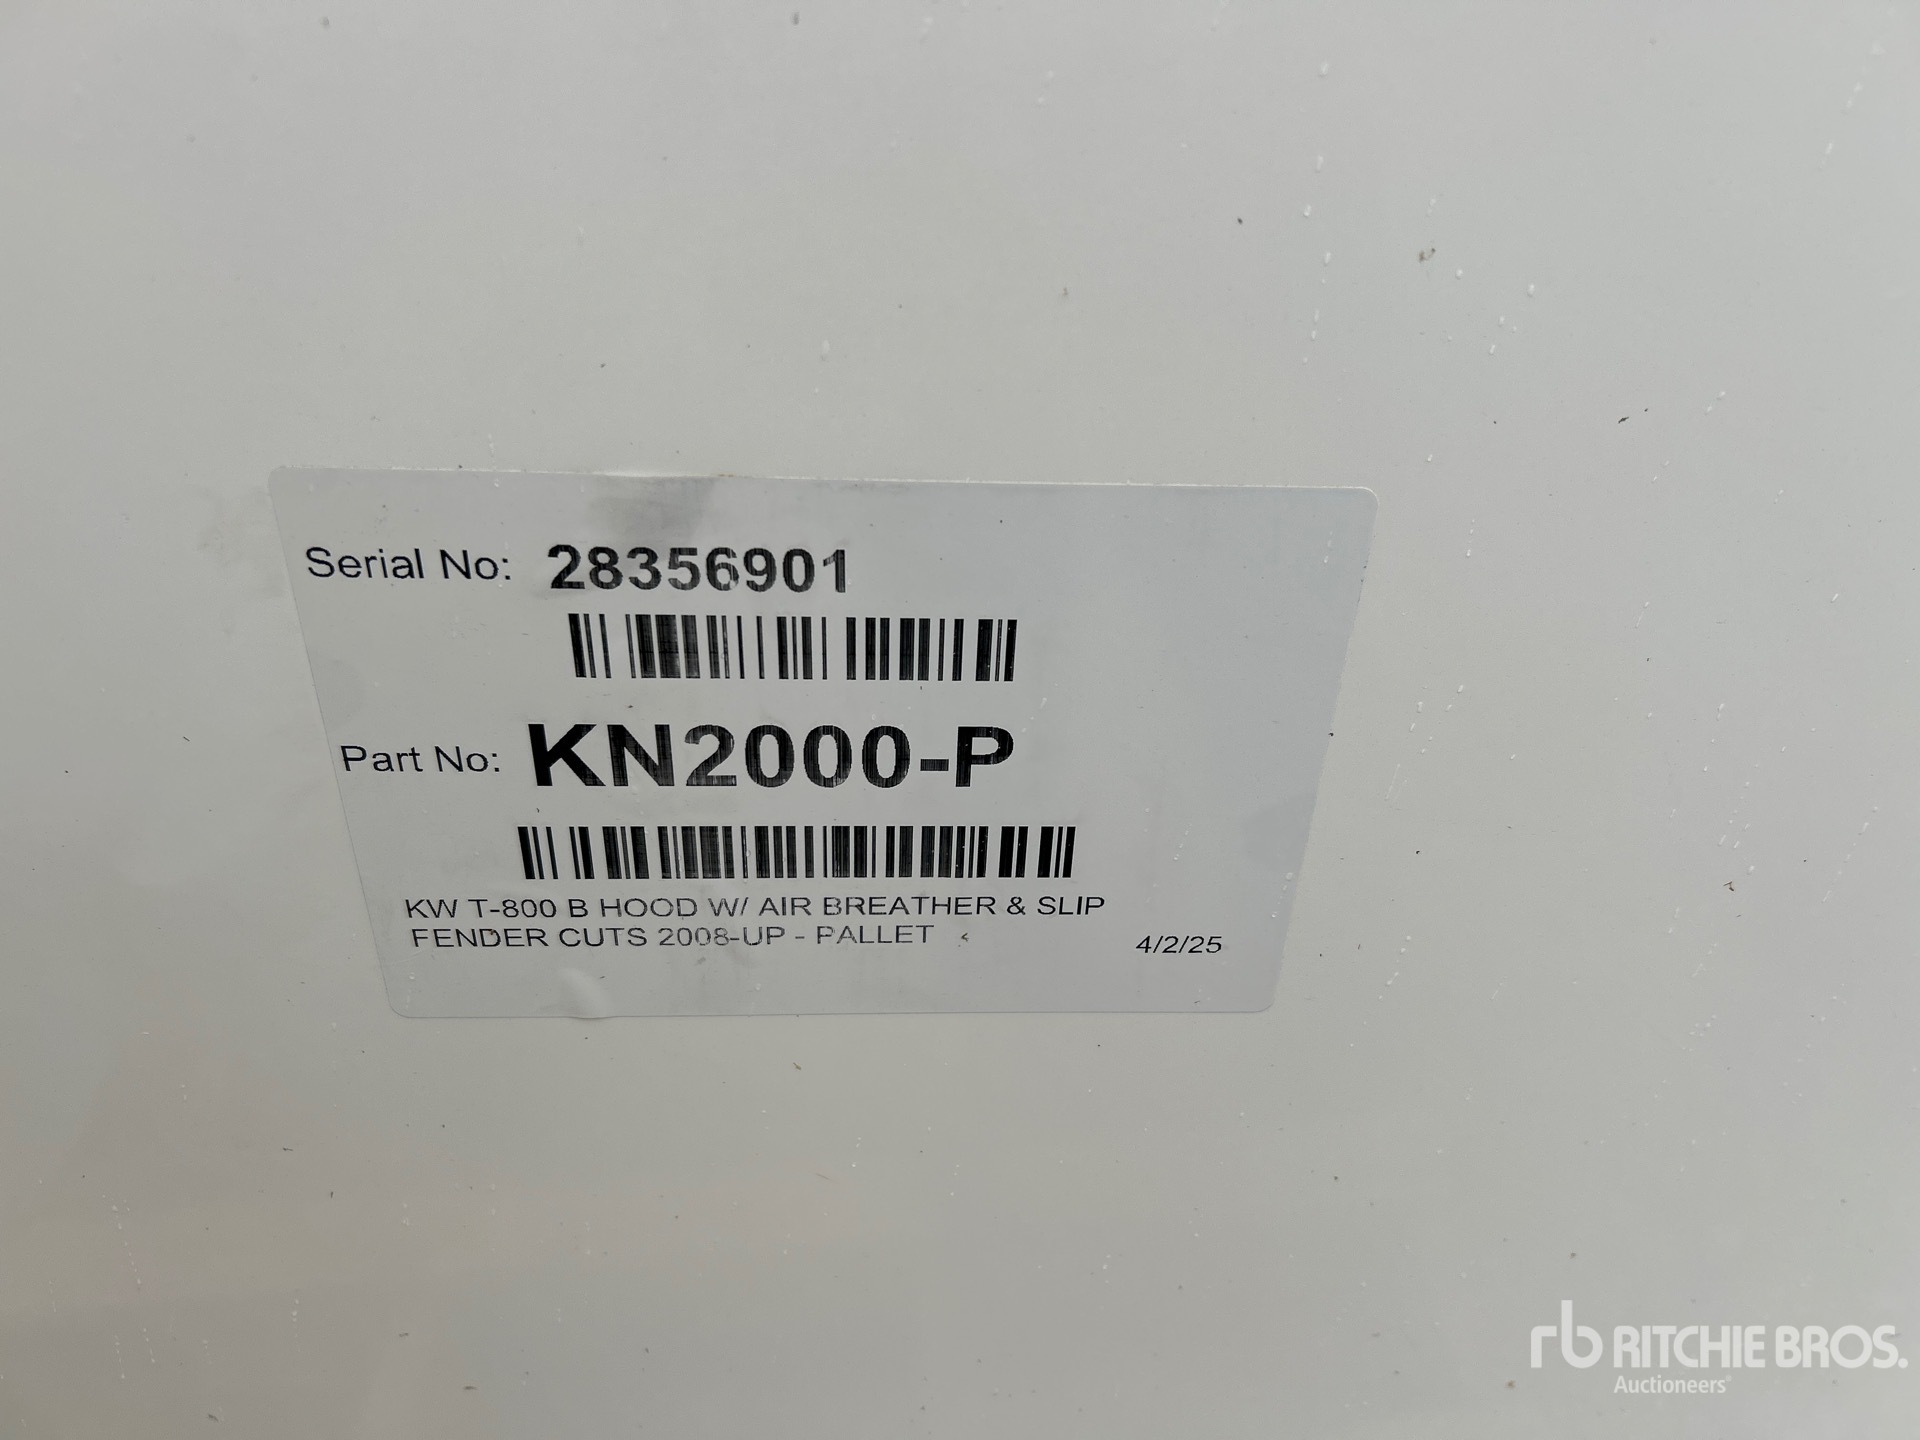 Serial No: 28356901
Part No: KN2000-P
KW T-800 B HOOD W/ AIR BREATHER & SLIP
FENDER CUTS 2008-UP - PALLET
4/2/25
rb RITCHIE BROS.
Auctioneers